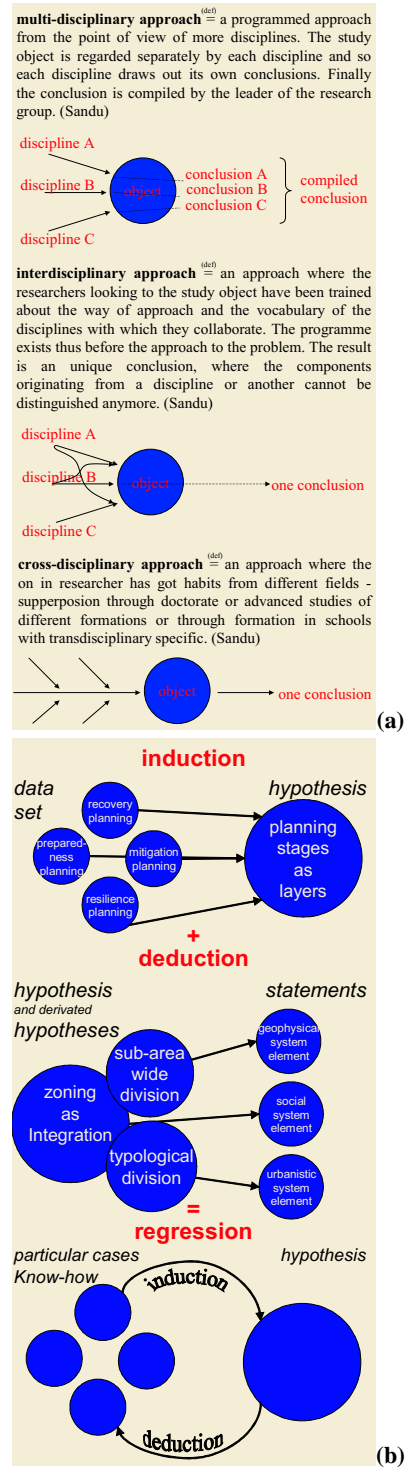 multi-disciplinary approach (def) = a programmed approach
from the point of view of more disciplines. The study
object is regarded separately by each discipline and so
each discipline draws out its own conclusions. Finally
the conclusion is compiled by the leader of the research
group. (Sandu)
discipline A
discipline B
discipline C
object
conclusion A
conclusion B
conclusion C
compiled
conclusion
interdisciplinary approach (def) = an approach where the
researchers looking to the study object have been trained
about the way of approach and the vocabulary of the
disciplines with which they collaborate. The programme
exists thus before the approach to the problem. The result
is an unique conclusion, where the components
originating from a discipline or another cannot be
distinguished anymore. (Sandu)
discipline A
discipline B
discipline C
object
one conclusion
cross-disciplinary approach (def) = an approach where the
on in researcher has got habits from different fields -
supperposion through doctorate or advanced studies of
different formations or through formation in schools
with transdisciplinary specific. (Sandu)
object
one conclusion
(a)
induction
data
set
hypothesis
recovery
planning
prepared-
ness planning
mitigation
planning
resilience
planning
planning
stages
as
layers
+
deduction
hypothesis
and derivated
hypotheses
statements
zoning
as
Integration
sub-area
wide
division
typological
division
geophysical
system
element
social
system
element
urbanistic
system
element
=
regression
particular cases
Know-how
hypothesis
induction
deduction
(b)